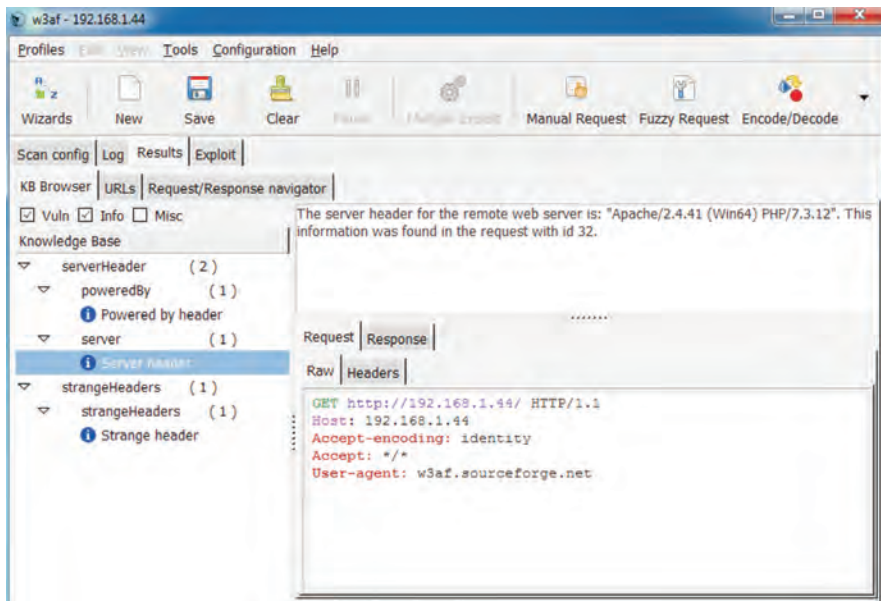 w3af - 192.168.1.44
Profiles Edit View Tools Configuration Help
Wizards New Save Clear Pause Multiple Exploit Manual Request Fuzzy Request Encode/Decode
Scan config Log Results Exploit
KB Browser URLs Request/Response navigator
Vuln Info Misc
Knowledge Base
serverHeader (2)
poweredBy (1)
Powered by header
server (1)
Server header
strangeHeaders (1)
strangeHeaders (1)
Strange header
The server header for the remote web server is: "Apache/2.4.41 (Win64) PHP/7.3.12". This
information was found in the request with id 32.
Request Response
Raw Headers
GET http://192.168.1.44/ HTTP/1.1
Host: 192.168.1.44
Accept-encoding: identity
Accept: */*
User-agent: w3af.sourceforge.net